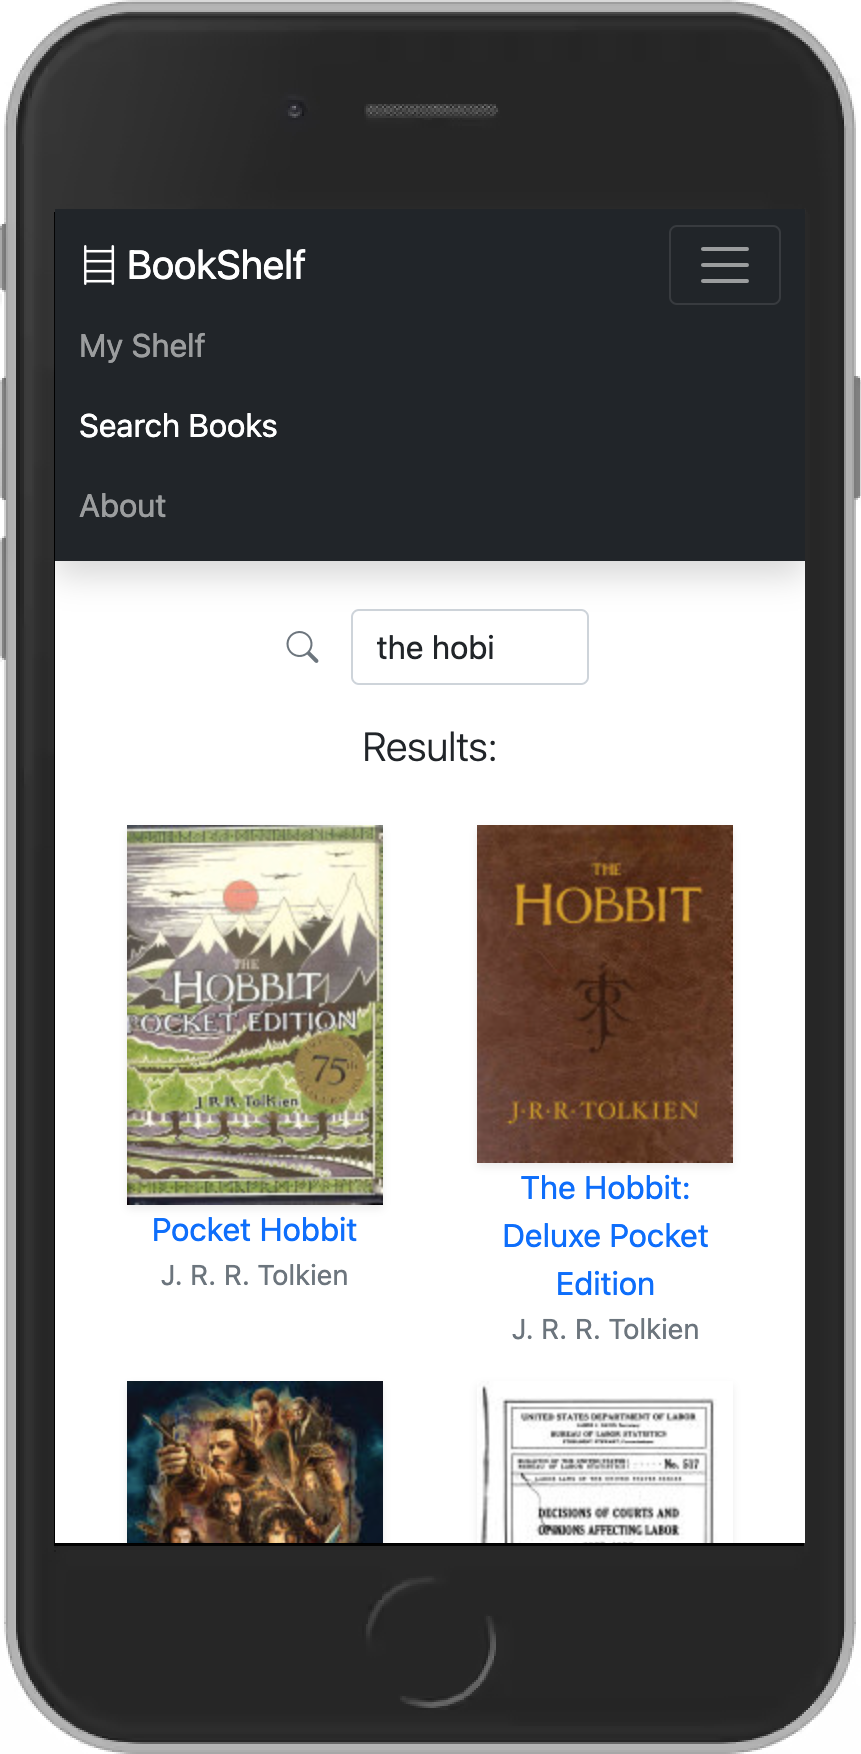 BookShelf
My Shelf
Search Books
About
the hobi
Results:
THE
HOBBIT
POCKET EDITION
75th
J.R.R. Tolkien
Pocket Hobbit
J. R. R. Tolkien
THE
HOBBIT
J·R·R·TOLKIEN
The Hobbit:
Deluxe Pocket
Edition
J. R. R. Tolkien
UNITED STATES DEPARTMENT OF LABOR
BUREAU OF LABOR STATISTICS
No. 517
DECISIONS OF COURTS AND
OPINIONS AFFECTING LABOR